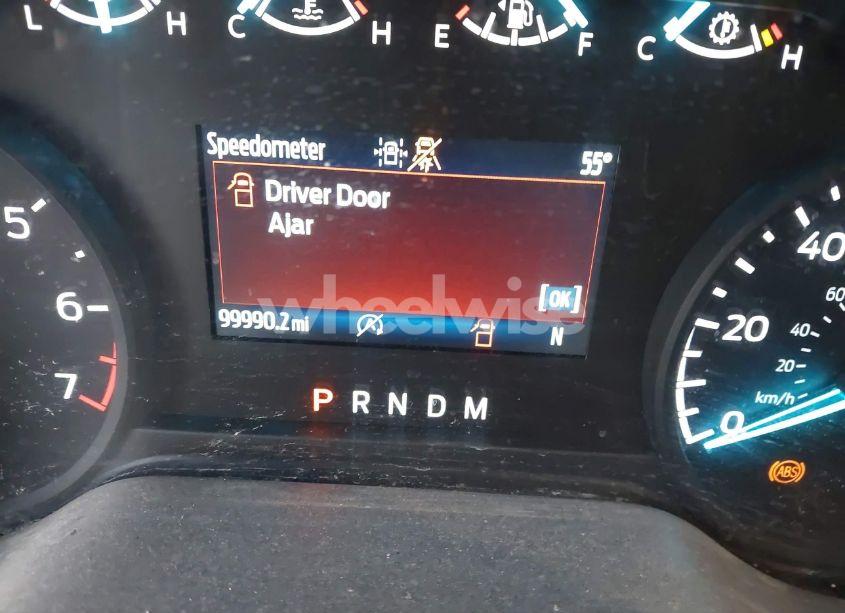 L H C H E F C H
Speedometer 55°
Driver Door
Ajar
[OK]
wheelwise
99990.2 mi N
P R N D M
5
6
7
40
60
20
40
20
km/h
0
ABS